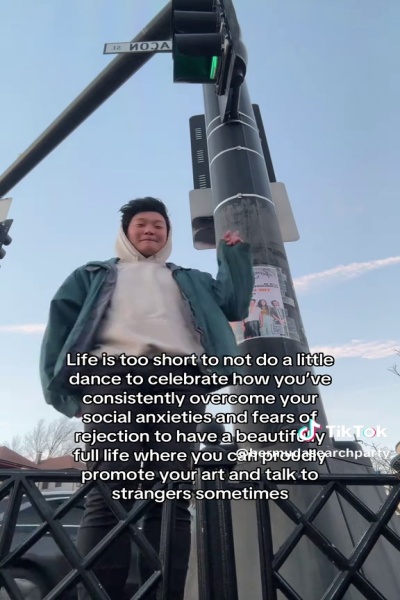 ACON ST
Life is too short to not do a little
dance to celebrate how you’ve
consistently overcome your
social anxieties and fears of
rejection to have a beautifully
full life where you can proudly
promote your art and talk to
strangers sometimes
TikTok
@bermudasearchparty